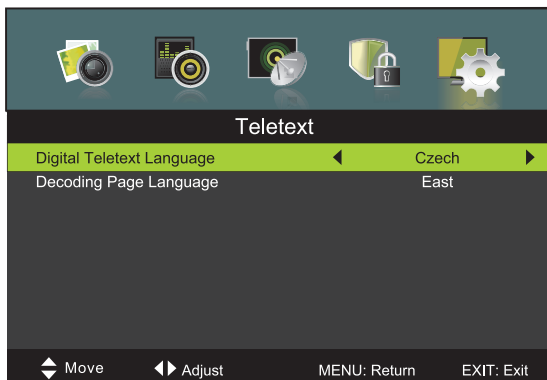 Teletext
Digital Teletext Language Czech
Decoding Page Language East
Move Adjust MENU: Return EXIT: Exit